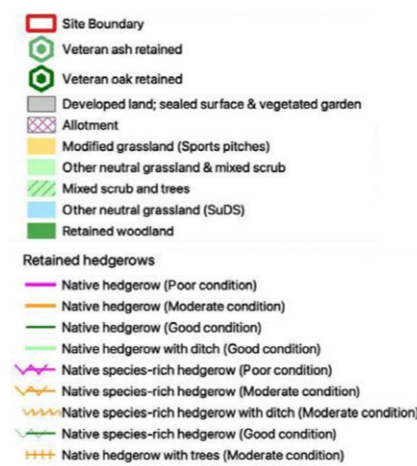 Site Boundary
Veteran ash retained
Veteran oak retained
Developed land; sealed surface & vegetated garden
Allotment
Modified grassland (Sports pitches)
Other neutral grassland & mixed scrub
Mixed scrub and trees
Other neutral grassland (SuDS)
Retained woodland
Retained hedgerows
Native hedgerow (Poor condition)
Native hedgerow (Moderate condition)
Native hedgerow (Good condition)
Native hedgerow with ditch (Good condition)
Native species-rich hedgerow (Poor condition)
Native species-rich hedgerow (Moderate condition)
Native species-rich hedgerow with ditch (Moderate condition)
Native species-rich hedgerow (Good condition)
Native hedgerow with trees (Moderate condition)